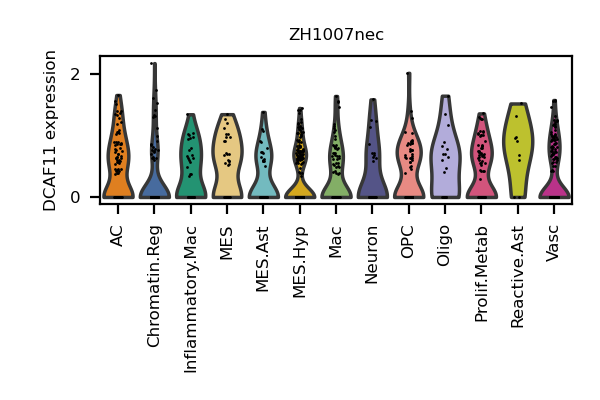 ZH1007nec
DCAF11 expression
2
0
AC
Chromatin.Reg
Inflammatory.Mac
MES
MES.Ast
MES.Hyp
Mac
Neuron
OPC
Oligo
Prolif.Metab
Reactive.Ast
Vasc